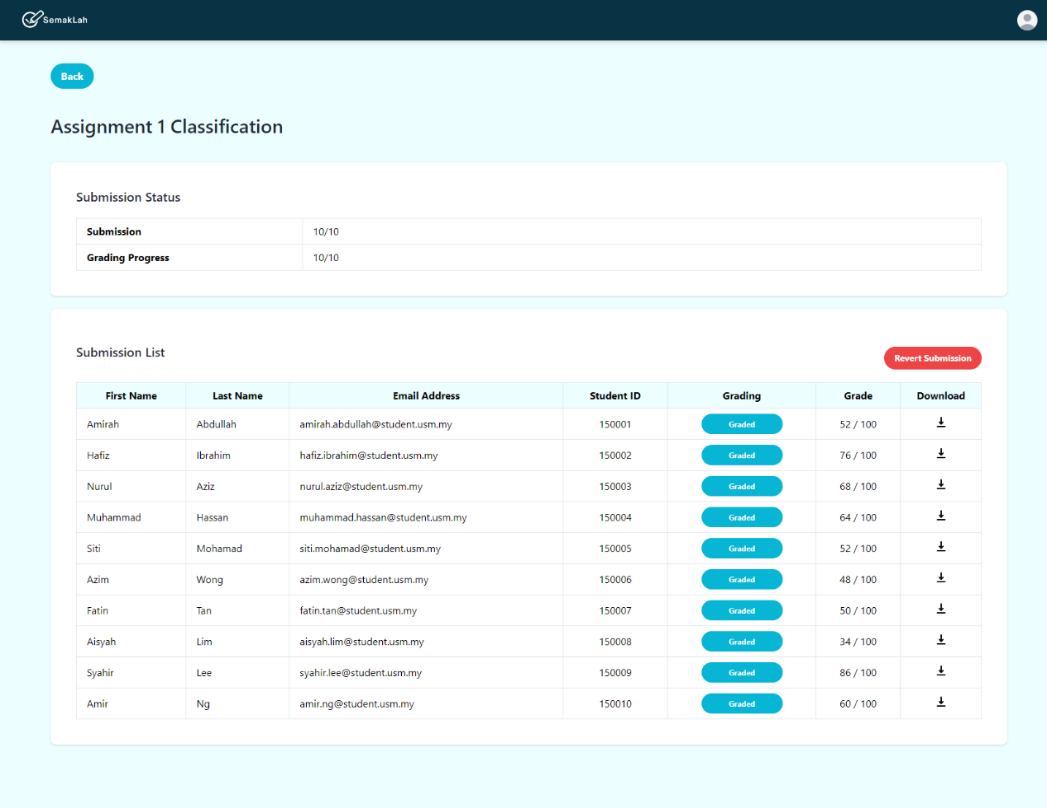 SemakLah
Back
Assignment 1 Classification
Submission Status
Submission 10/10
Grading Progress 10/10
Submission List
Revert Submission
First Name Last Name Email Address Student ID Grading Grade Download
Amirah Abdullah amirah.abdullah@student.usm.my 150001 Graded 52 / 100
Hafiz Ibrahim hafiz.ibrahim@student.usm.my 150002 Graded 76 / 100
Nurul Aziz nurul.aziz@student.usm.my 150003 Graded 68 / 100
Muhammad Hassan muhammad.hassan@student.usm.my 150004 Graded 64 / 100
Siti Mohamad siti.mohamad@student.usm.my 150005 Graded 52 / 100
Azim Wong azim.wong@student.usm.my 150006 Graded 48 / 100
Fatin Tan fatin.tan@student.usm.my 150007 Graded 50 / 100
Aisyah Lim aisyah.lim@student.usm.my 150008 Graded 34 / 100
Syahir Lee syahir.lee@student.usm.my 150009 Graded 86 / 100
Amir Ng amir.ng@student.usm.my 150010 Graded 60 / 100